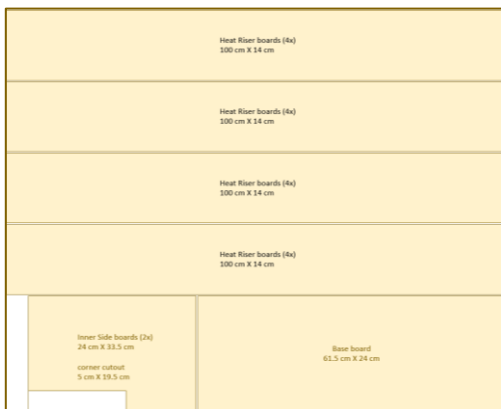 Heat Riser boards (4x)
100 cm X 14 cm
Heat Riser boards (4x)
100 cm X 14 cm
Heat Riser boards (4x)
100 cm X 14 cm
Heat Riser boards (4x)
100 cm X 14 cm
Inner Side boards (2x)
24 cm X 33.5 cm
corner cutout
5 cm X 19.5 cm
Base board
61.5 cm X 24 cm